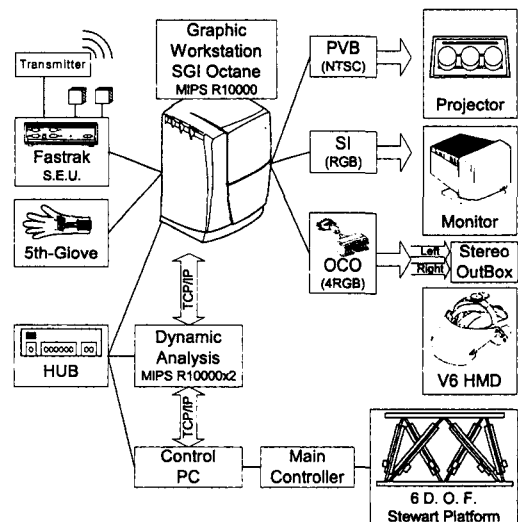 Transmitter
Fastrak
S.E.U.
5th-Glove
HUB
Graphic
Workstation
SGI Octane
MIPS R10000
TCP/IP
Dynamic
Analysis
MIPS R10000x2
TCP/IP
Control
PC
Main
Controller
PVB
(NTSC)
SI
(RGB)
OCO
(4RGB)
Left
Right
Projector
Monitor
Stereo
OutBox
V6 HMD
6 D. O. F.
Stewart Platform